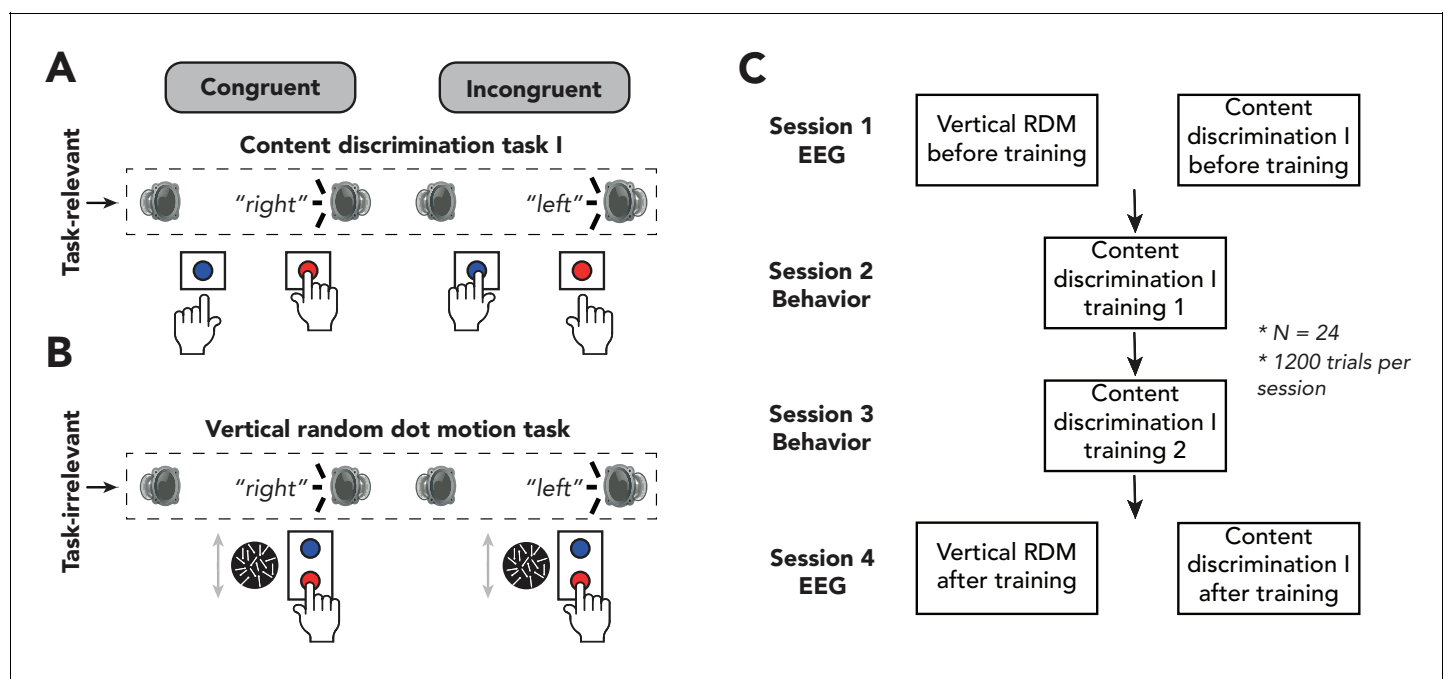 A
Congruent
Incongruent
Content discrimination task I
Task-relevant
"right"
"left"
B
Vertical random dot motion task
Task-irrelevant
"right"
"left"
C
Session 1
EEG
Vertical RDM
before training
Content
discrimination I
before training
Session 2
Behavior
Content
discrimination I
training 1
* N = 24
* 1200 trials per
session
Session 3
Behavior
Content
discrimination I
training 2
Session 4
EEG
Vertical RDM
after training
Content
discrimination I
after training